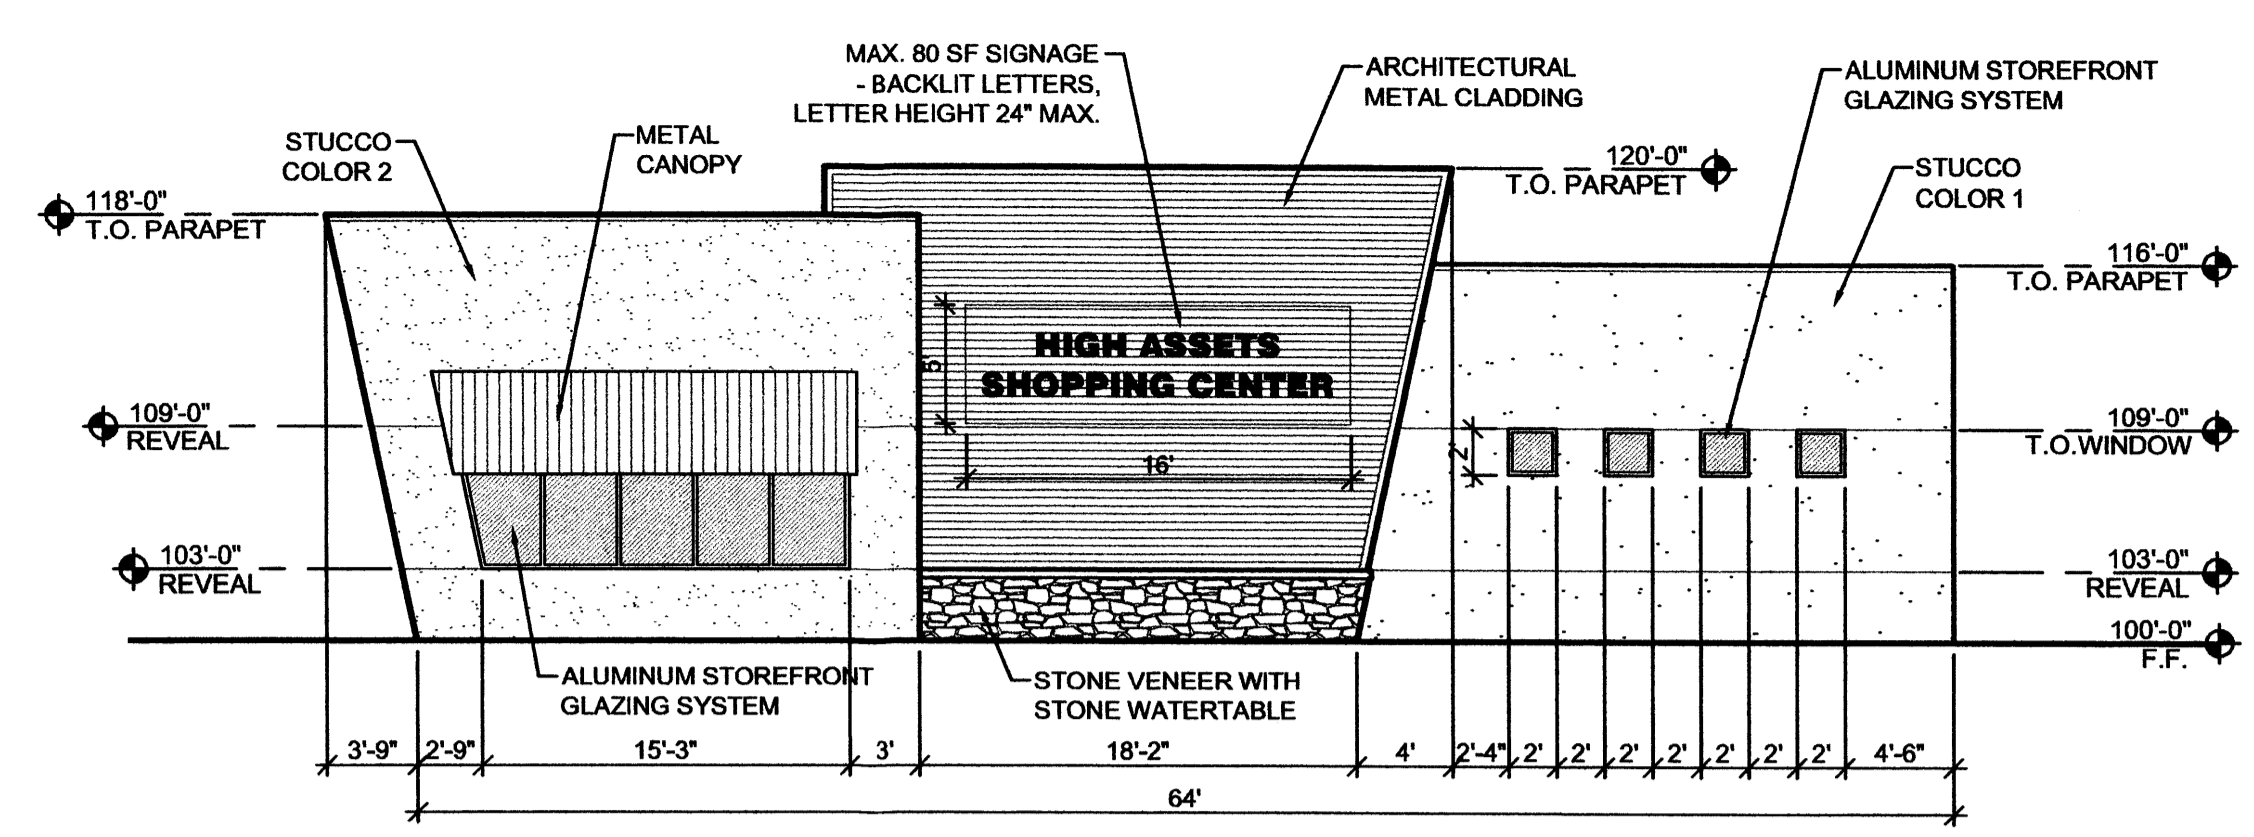 MAX. 80 SF SIGNAGE
- BACKLIT LETTERS,
LETTER HEIGHT 24" MAX.
ARCHITECTURAL
METAL CLADDING
ALUMINUM STOREFRONT
GLAZING SYSTEM
STUCCO
COLOR 2
METAL
CANOPY
120'-0"
T.O. PARAPET
STUCCO
COLOR 1
118'-0"
T.O. PARAPET
116'-0"
T.O. PARAPET
HIGH ASSETS
SHOPPING CENTER
5'
16'
2'
109'-0"
REVEAL
109'-0"
T.O.WINDOW
103'-0"
REVEAL
103'-0"
REVEAL
100'-0"
F.F.
ALUMINUM STOREFRONT
GLAZING SYSTEM
STONE VENEER WITH
STONE WATERTABLE
3'-9" 2'-9" 15'-3" 3' 18'-2" 4' 2'-4" 2' 2' 2' 2' 2' 2' 2' 4'-6"
64'